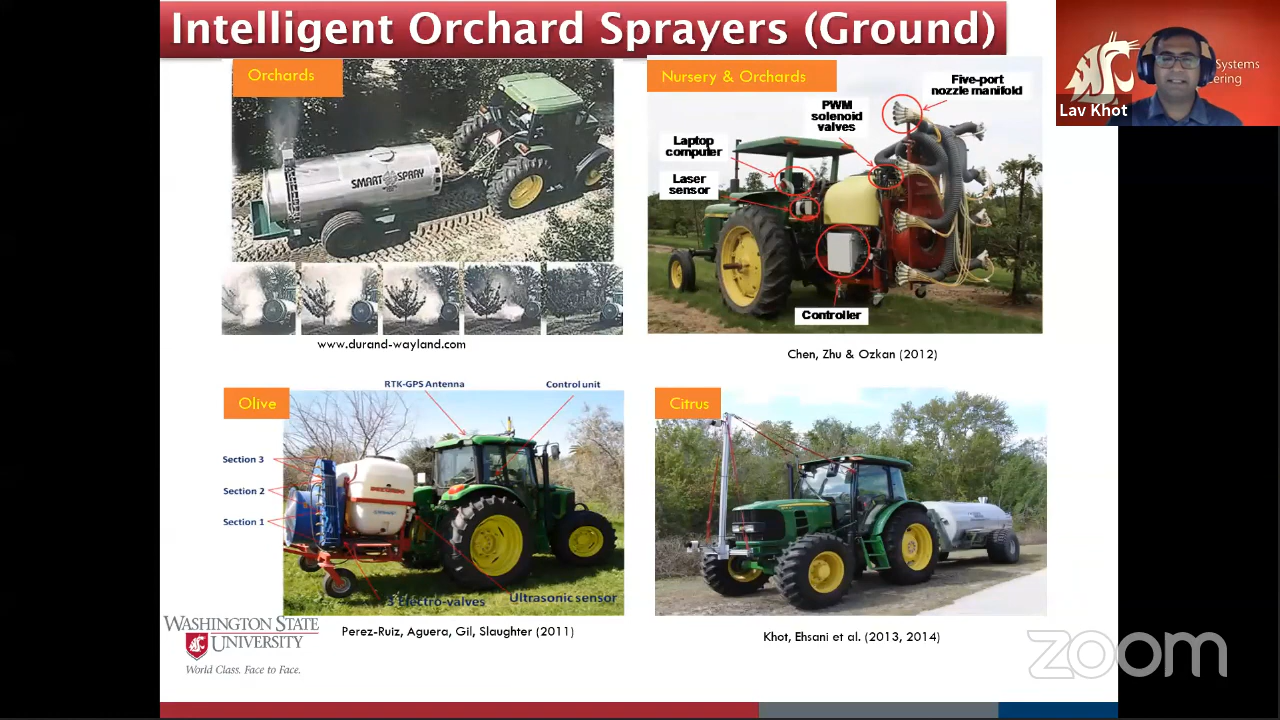 Intelligent Orchard Sprayers (Ground)
Orchards
SMART SPRAY
www.durand-wayland.com
Nursery & Orchards
Five-port
nozzle manifold
PWM
solenoid
valves
Laptop
computer
Laser
sensor
Controller
Chen, Zhu & Ozkan (2012)
Systems
ering
Lav Khot
Olive
RTK-GPS Antenna
Control unit
Section 3
Section 2
Section 1
3 Electro-valves
Ultrasonic sensor
Perez-Ruiz, Aguera, Gil, Slaughter (2011)
Citrus
Khot, Ehsani et al. (2013, 2014)
WASHINGTON STATE
UNIVERSITY
World Class. Face to Face.
zoom